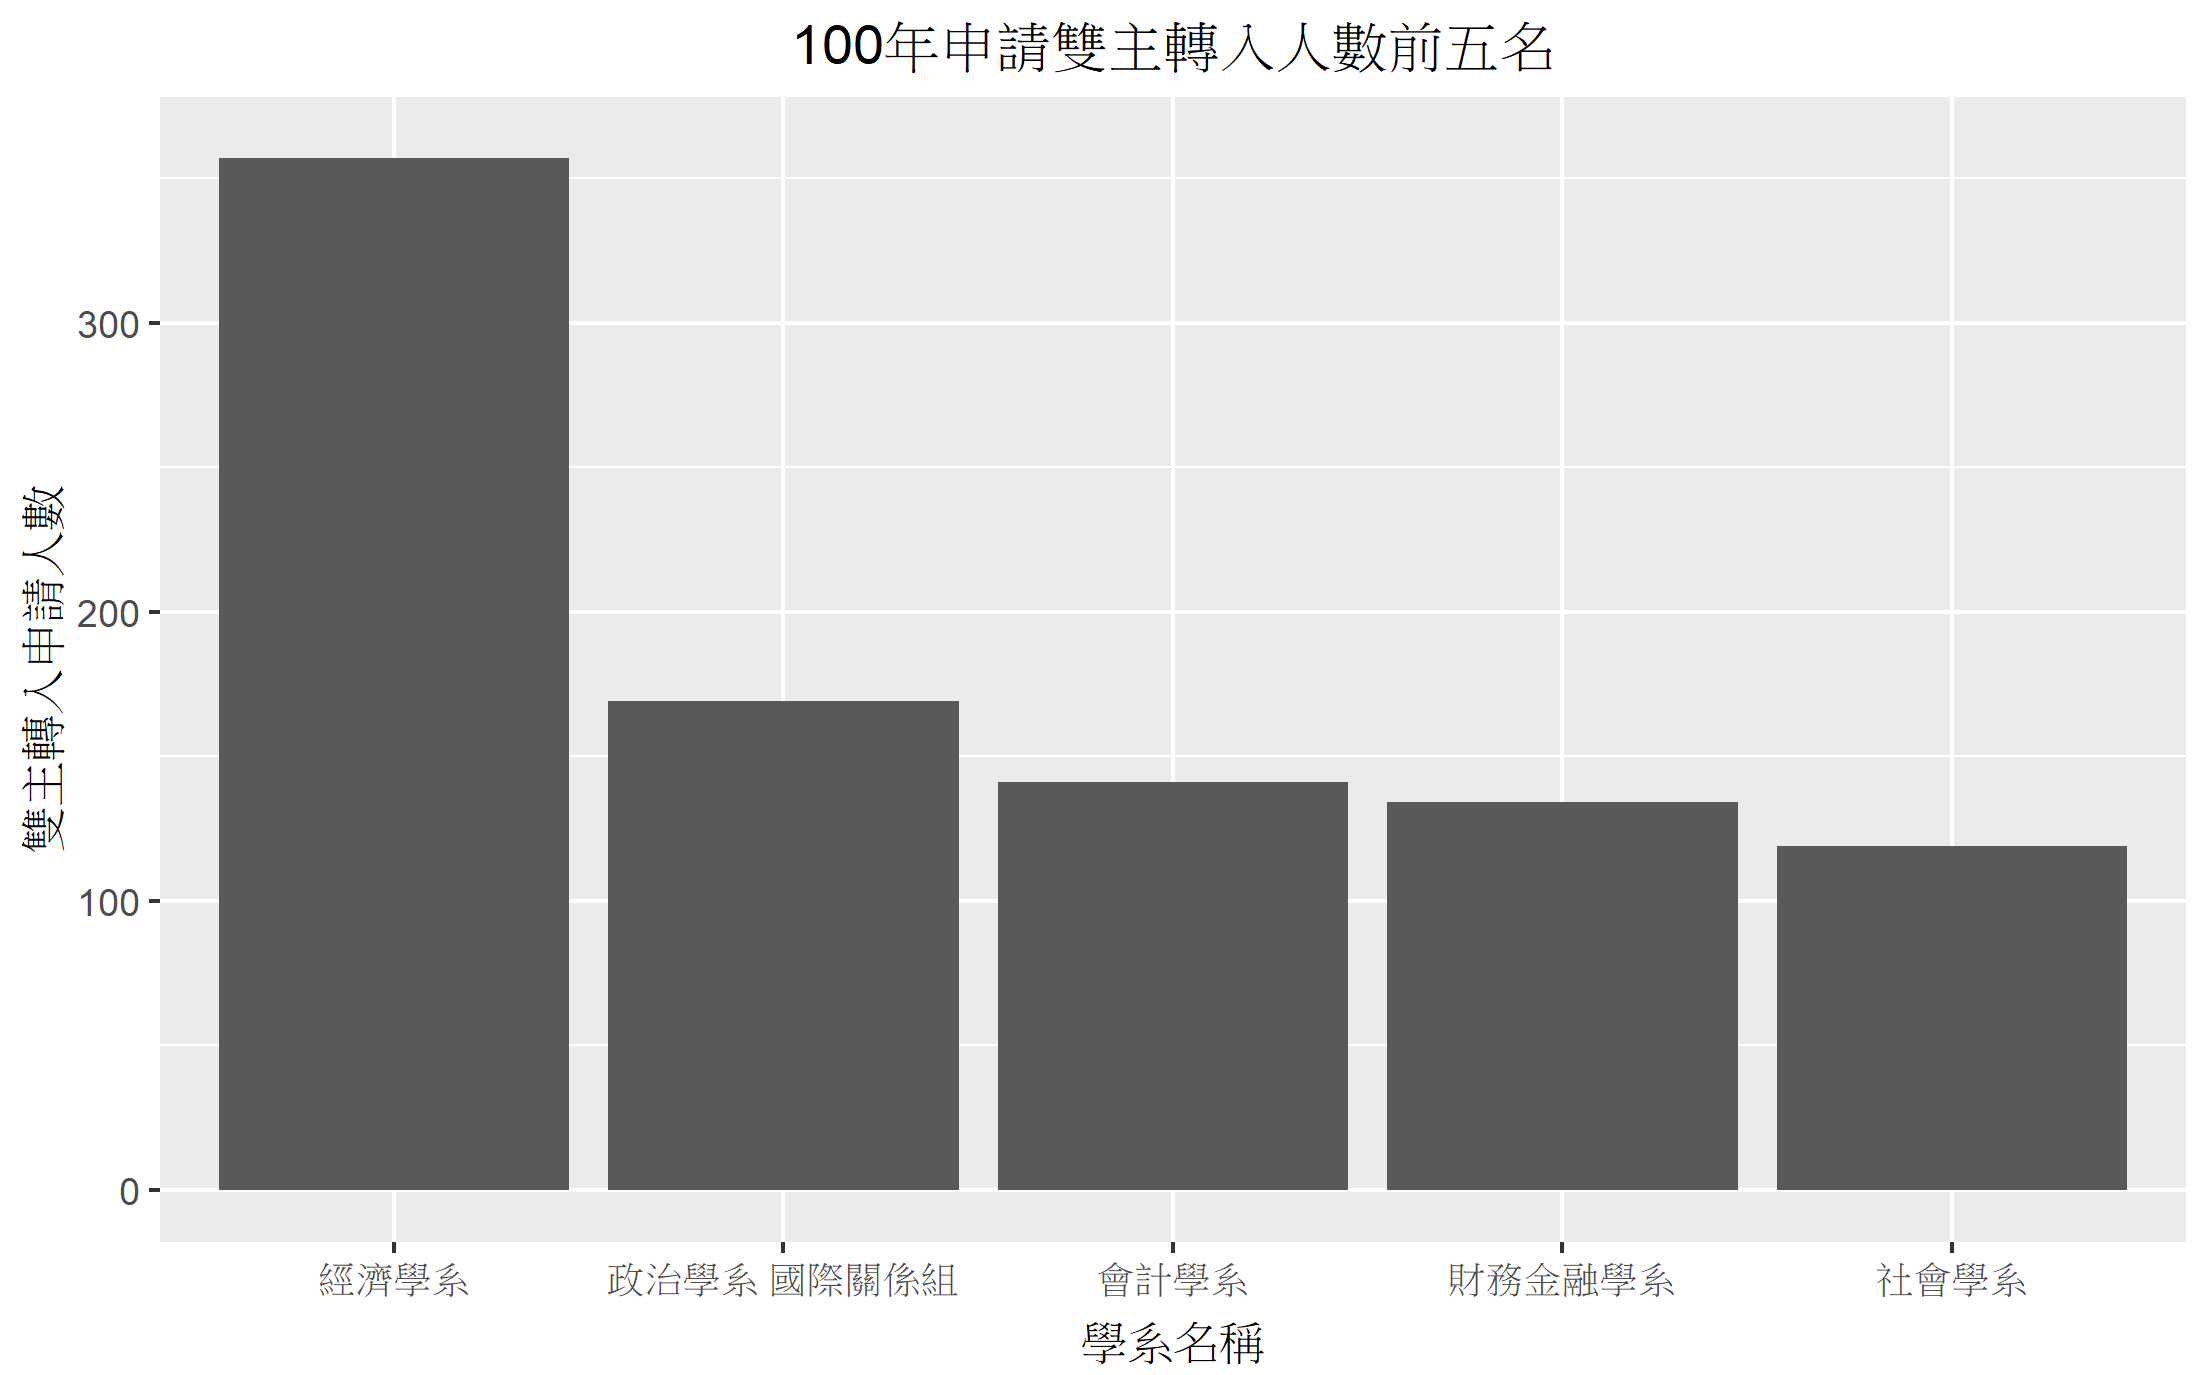 100年申請雙主轉入人數前五名
雙主轉入申請人數
300
200
100
0
經濟學系
政治學系 國際關係組
會計學系
財務金融學系
社會學系
學系名稱